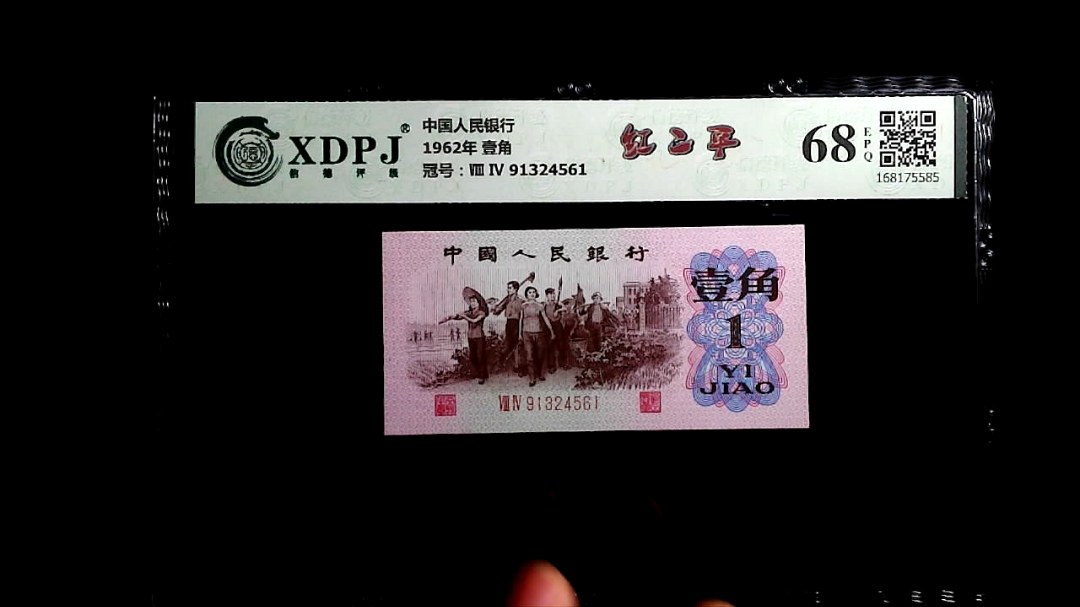 XDPJ®
信德评级
中国人民银行
1962年 壹角
冠号：Ⅷ Ⅳ 91324561
红二平
68 EPQ
168175585
中國人民銀行
壹角
1
YI
JIAO
Ⅷ Ⅳ 91324561